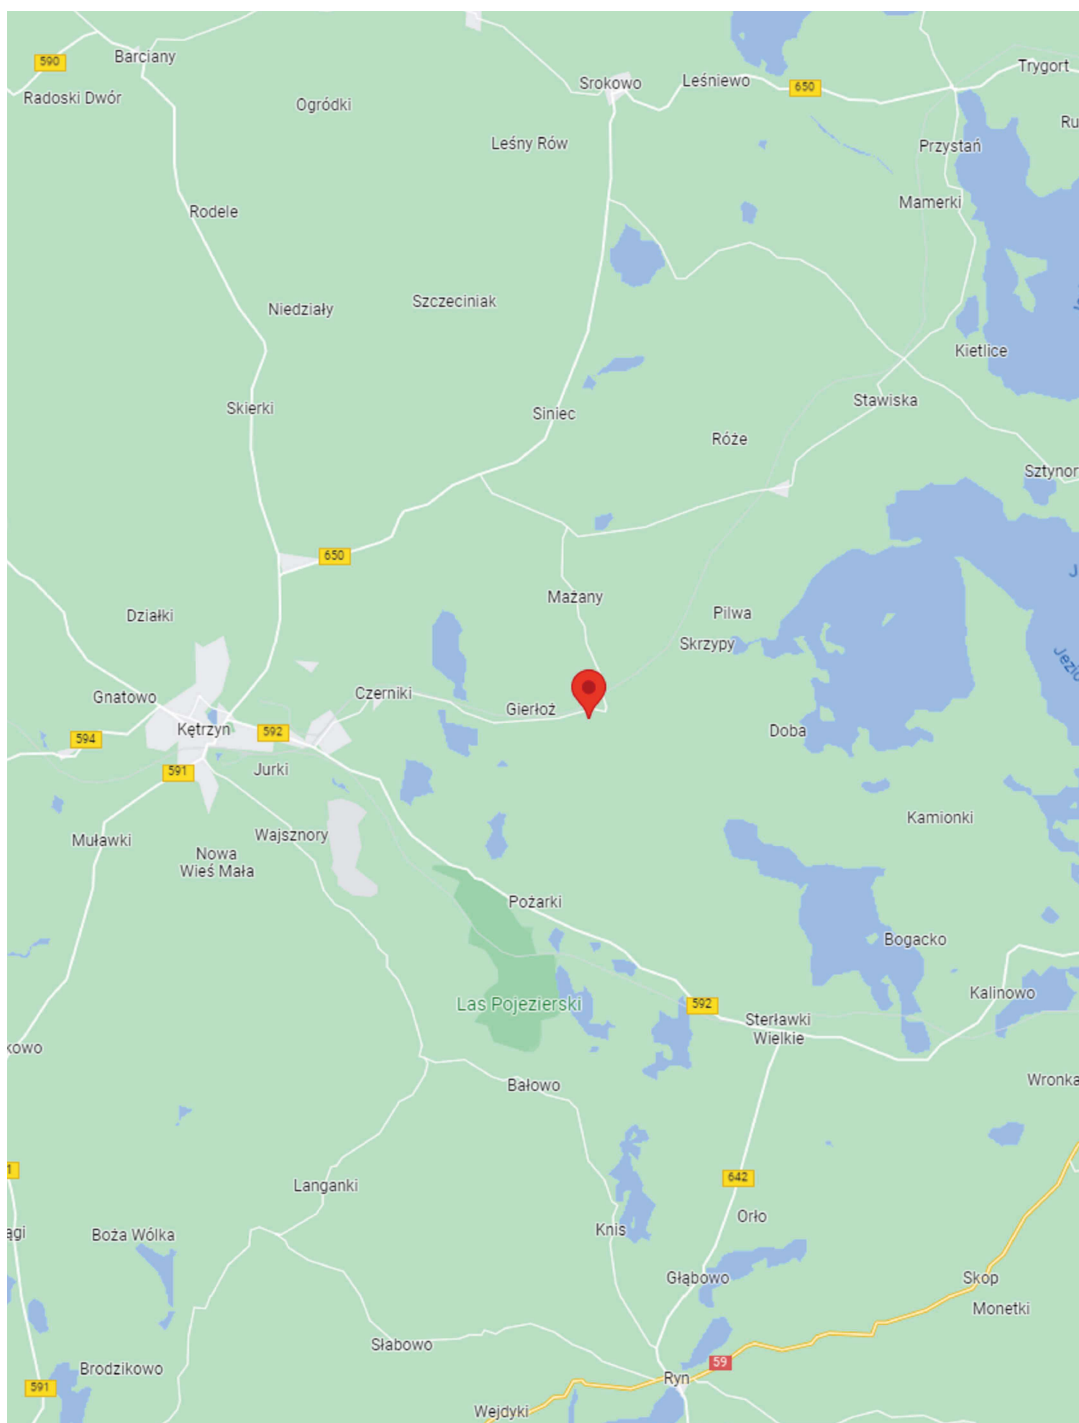 590
Barciany
Radoski Dwór
Ogródki
Srokowo
Leśniewo
650
Trygort
Leśny Rów
Przystań
Mamerki
Rodele
Niedziały
Szczeciniak
Kietlice
Skierki
Siniec
Stawiska
Róże
Sztynor
650
Działki
Mażany
Pilwa
Skrzypy
Gnatowo
Czerniki
Gierłoż
Kętrzyn
592
Doba
594
591
Jurki
Muławki
Wajsznory
Nowa
Wieś Mała
Kamionki
Pożarki
Bogacko
Las Pojezierski
592
Kalinowo
Sterławki
Wielkie
kowo
Bałowo
Wronka
642
Langanki
Orło
Boża Wólka
Knis
Głąbowo
Skop
Monetki
Słabowo
Brodzikowo
59
591
Ryn
Wejdyki